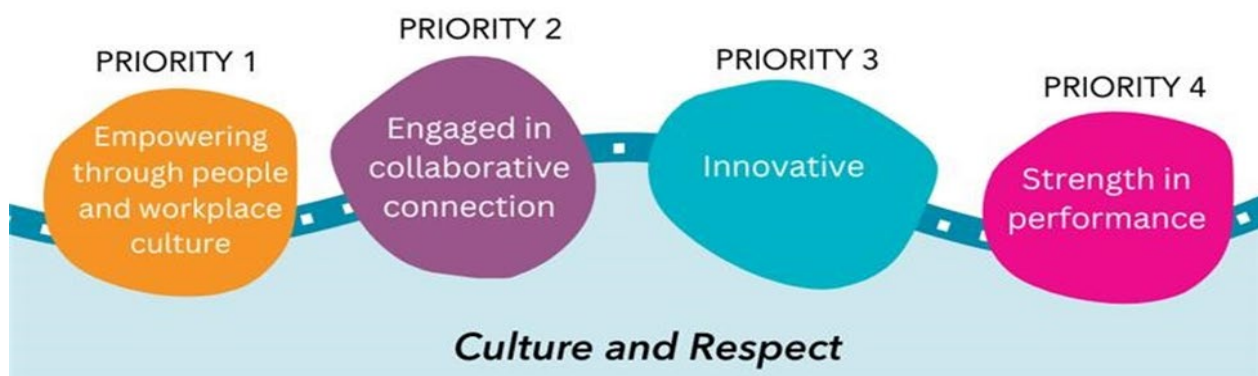 PRIORITY 1
Empowering
through people
and workplace
culture
PRIORITY 2
Engaged in
collaborative
connection
PRIORITY 3
Innovative
PRIORITY 4
Strength in
performance
Culture and Respect